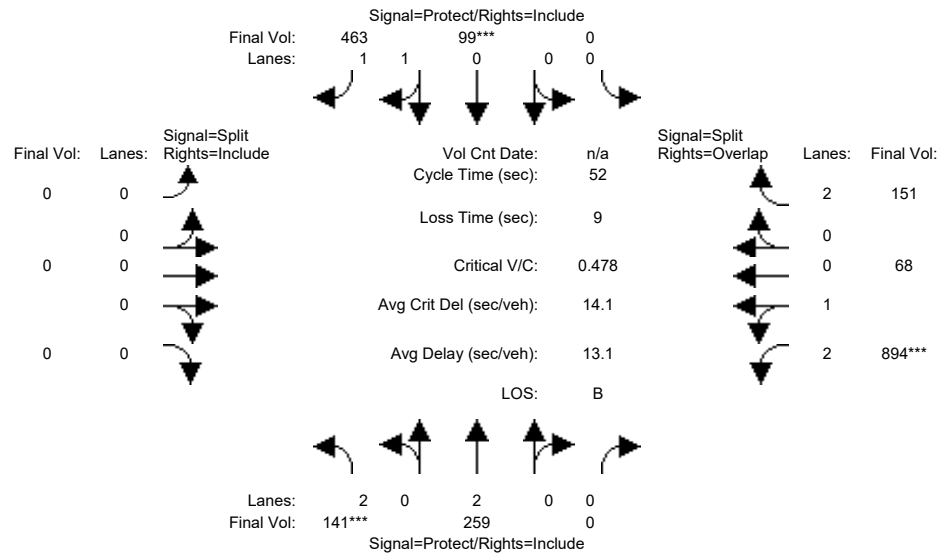 Signal=Protect/Rights=Include
Final Vol: 463 99*** 0
Lanes: 1 1 0 0 0
Signal=Split
Final Vol: Lanes: Rights=Include
Vol Cnt Date: n/a
Signal=Split
Rights=Overlap Lanes: Final Vol:
Cycle Time (sec): 52
0 0
2 151
Loss Time (sec): 9
0
0
0 0
Critical V/C: 0.478
0 68
0
Avg Crit Del (sec/veh): 14.1
1
0 0
Avg Delay (sec/veh): 13.1
2 894***
LOS: B
Lanes: 2 0 2 0 0
Final Vol: 141*** 259 0
Signal=Protect/Rights=Include